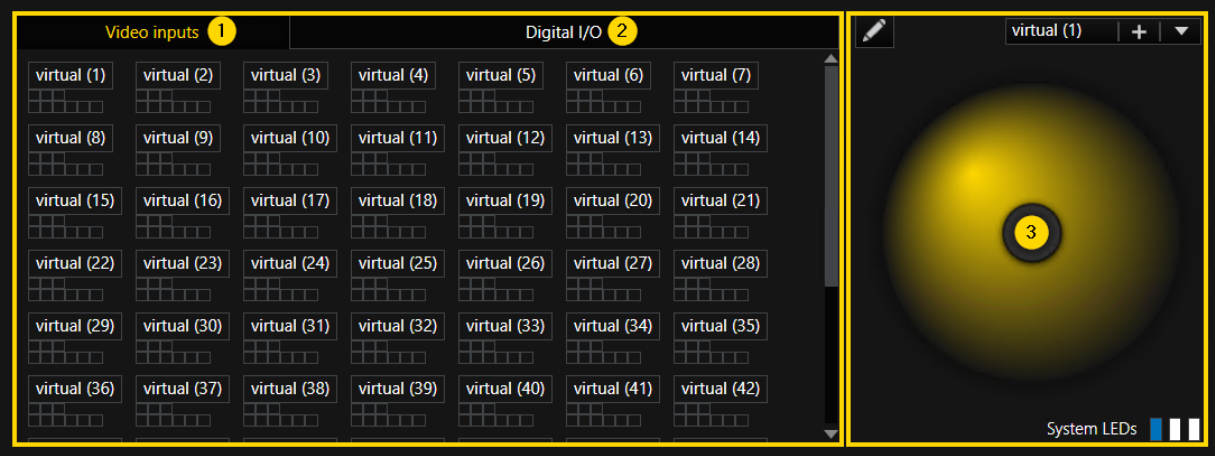 Video inputs 1
Digital I/O 2
virtual (1) +
virtual (1) virtual (2) virtual (3) virtual (4) virtual (5) virtual (6) virtual (7)
virtual (8) virtual (9) virtual (10) virtual (11) virtual (12) virtual (13) virtual (14)
virtual (15) virtual (16) virtual (17) virtual (18) virtual (19) virtual (20) virtual (21)
virtual (22) virtual (23) virtual (24) virtual (25) virtual (26) virtual (27) virtual (28)
virtual (29) virtual (30) virtual (31) virtual (32) virtual (33) virtual (34) virtual (35)
virtual (36) virtual (37) virtual (38) virtual (39) virtual (40) virtual (41) virtual (42)
3
System LEDs